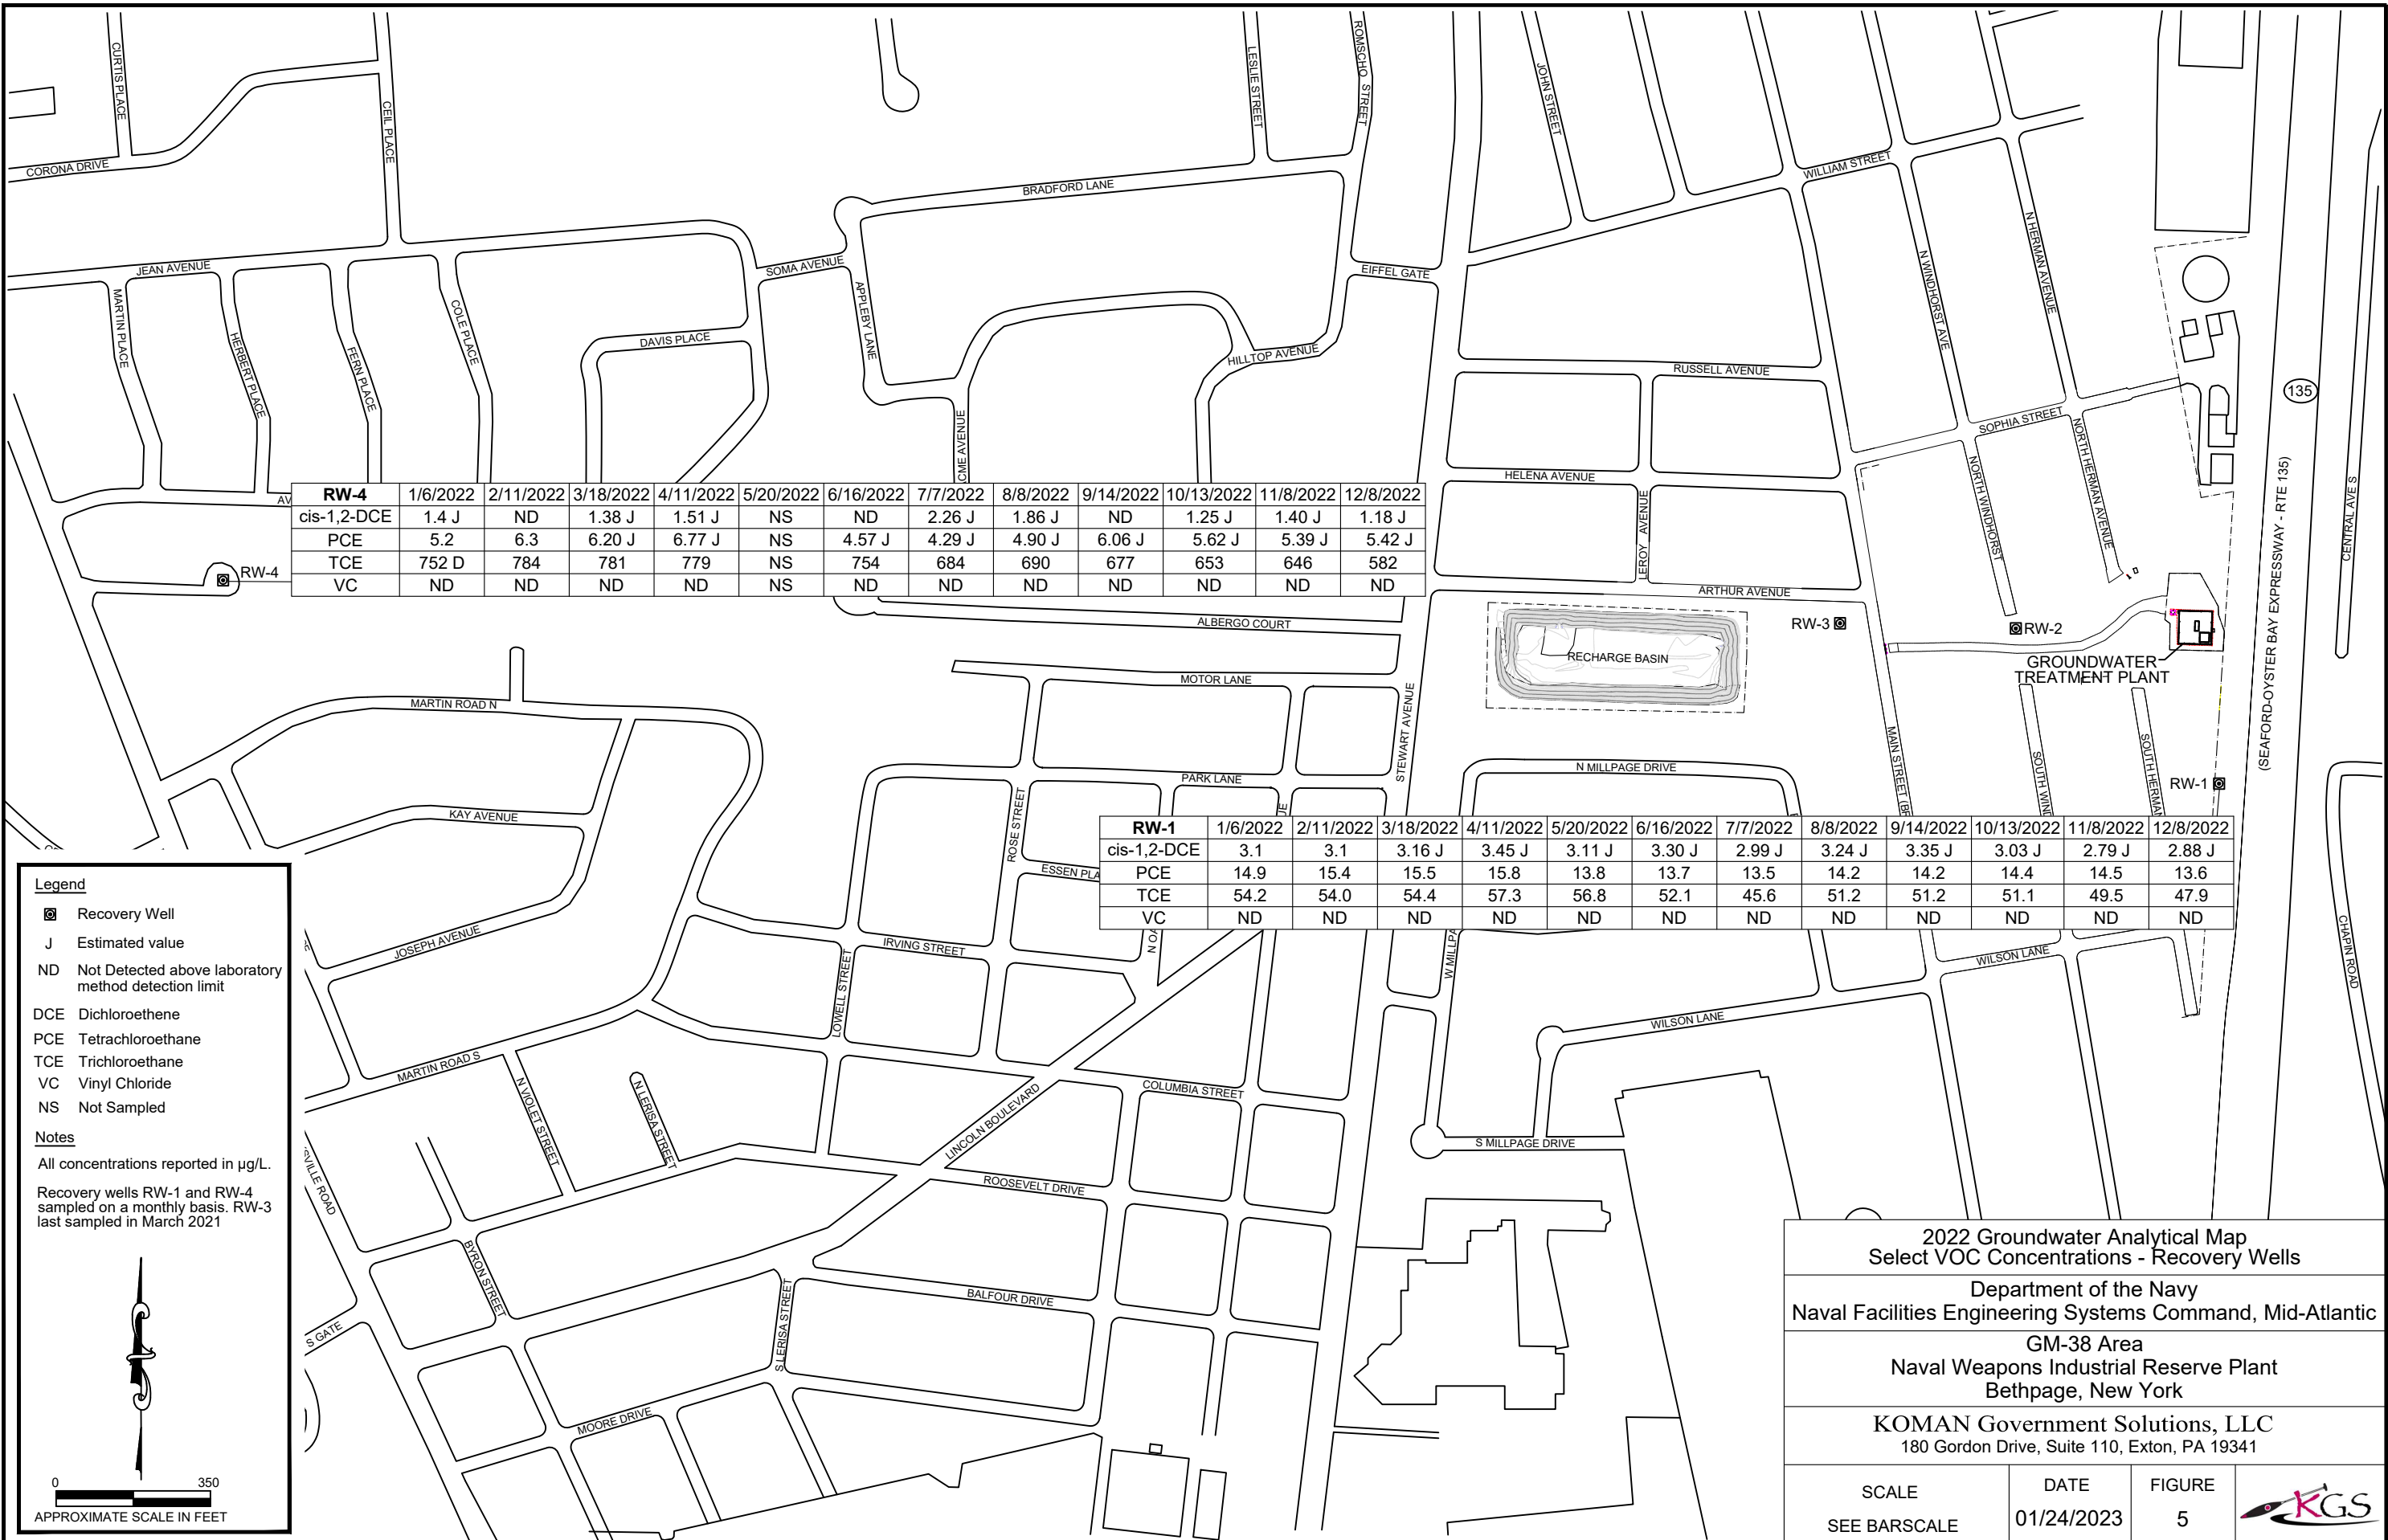 CURTIS PLACE
CEIL PLACE
CORONA DRIVE
LESLIE STREET
ROMSCHO STREET
JOHN STREET
BRADFORD LANE
WILLIAM STREET
N HERMAN AVENUE
N WINDHORST AVE
JEAN AVENUE
SOMA AVENUE
EIFFEL GATE
MARTIN PLACE
HERBERT PLACE
FERN PLACE
COLE PLACE
DAVIS PLACE
APPLEBY LANE
HILLTOP AVENUE
RUSSELL AVENUE
135
SOPHIA STREET
CME AVENUE
HELENA AVENUE
LEROY AVENUE
NORTH WINDHORST
NORTH HERMAN AVENUE
(SEAFORD-OYSTER BAY EXPRESSWAY - RTE 135)
CENTRAL AVE S
AV
RW-4 1/6/2022 2/11/2022 3/18/2022 4/11/2022 5/20/2022 6/16/2022 7/7/2022 8/8/2022 9/14/2022 10/13/2022 11/8/2022 12/8/2022
cis-1,2-DCE 1.4 J ND 1.38 J 1.51 J NS ND 2.26 J 1.86 J ND 1.25 J 1.40 J 1.18 J
PCE 5.2 6.3 6.20 J 6.77 J NS 4.57 J 4.29 J 4.90 J 6.06 J 5.62 J 5.39 J 5.42 J
TCE 752 D 784 781 779 NS 754 684 690 677 653 646 582
VC ND ND ND ND NS ND ND ND ND ND ND ND
RW-4
ARTHUR AVENUE
ALBERGO COURT
RW-3
RW-2
RECHARGE BASIN
GROUNDWATER
TREATMENT PLANT
MOTOR LANE
MARTIN ROAD N
STEWART AVENUE
MAIN STREET (B
SOUTH WIN
SOUTH HERMA
N MILLPAGE DRIVE
PARK LANE
RW-1
KAY AVENUE
ROSE STREET
UE
ESSEN PLA
RW-1 1/6/2022 2/11/2022 3/18/2022 4/11/2022 5/20/2022 6/16/2022 7/7/2022 8/8/2022 9/14/2022 10/13/2022 11/8/2022 12/8/2022
cis-1,2-DCE 3.1 3.1 3.16 J 3.45 J 3.11 J 3.30 J 2.99 J 3.24 J 3.35 J 3.03 J 2.79 J 2.88 J
PCE 14.9 15.4 15.5 15.8 13.8 13.7 13.5 14.2 14.2 14.4 14.5 13.6
TCE 54.2 54.0 54.4 57.3 56.8 52.1 45.6 51.2 51.2 51.1 49.5 47.9
VC ND ND ND ND ND ND ND ND ND ND ND ND
JOSEPH AVENUE
IRVING STREET
LOWELL STREET
N OA
W MILLPA
WILSON LANE
CHAPIN ROAD
WILSON LANE
MARTIN ROAD S
N VIOLET STREET
N LERISA STREET
LINCOLN BOULEVARD
COLUMBIA STREET
S MILLPAGE DRIVE
ROOSEVELT DRIVE
VILLE ROAD
BYRON STREET
S LERISA STREET
BALFOUR DRIVE
S GATE
MOORE DRIVE
Legend
Recovery Well
J Estimated value
ND Not Detected above laboratory
method detection limit
DCE Dichloroethene
PCE Tetrachloroethane
TCE Trichloroethane
VC Vinyl Chloride
NS Not Sampled
Notes
All concentrations reported in µg/L.
Recovery wells RW-1 and RW-4
sampled on a monthly basis. RW-3
last sampled in March 2021
0 350
APPROXIMATE SCALE IN FEET
2022 Groundwater Analytical Map
Select VOC Concentrations - Recovery Wells
Department of the Navy
Naval Facilities Engineering Systems Command, Mid-Atlantic
GM-38 Area
Naval Weapons Industrial Reserve Plant
Bethpage, New York
KOMAN Government Solutions, LLC
180 Gordon Drive, Suite 110, Exton, PA 19341
SCALE
SEE BARSCALE
DATE
01/24/2023
FIGURE
5
KGS